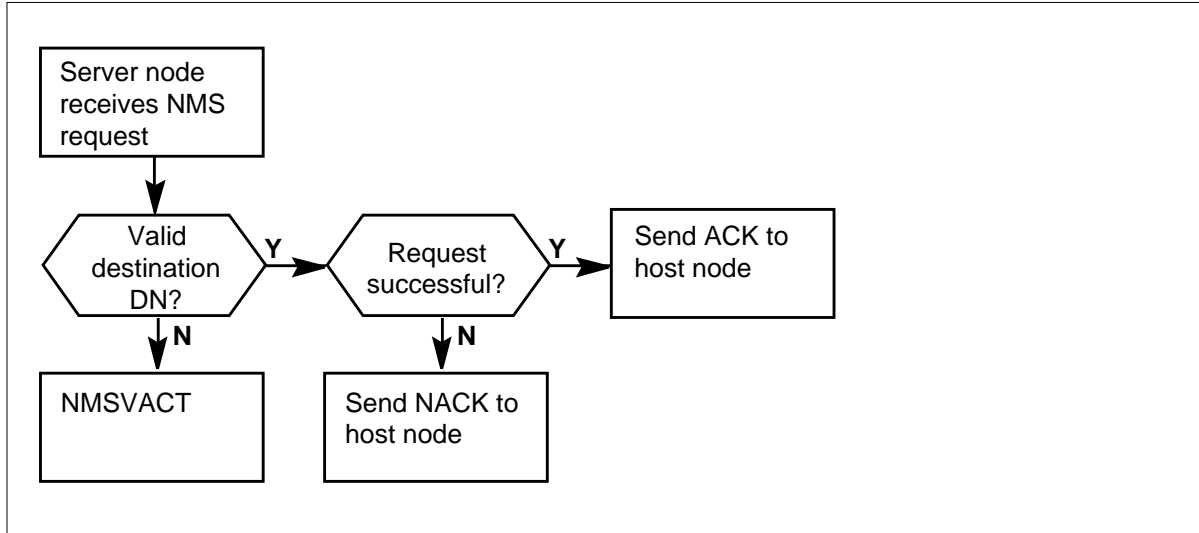 Server node
receives NMS
request
Valid
destination
DN?
Y
Request
successful?
Y
Send ACK to
host node
N
N
NMSVACT
Send NACK to
host node